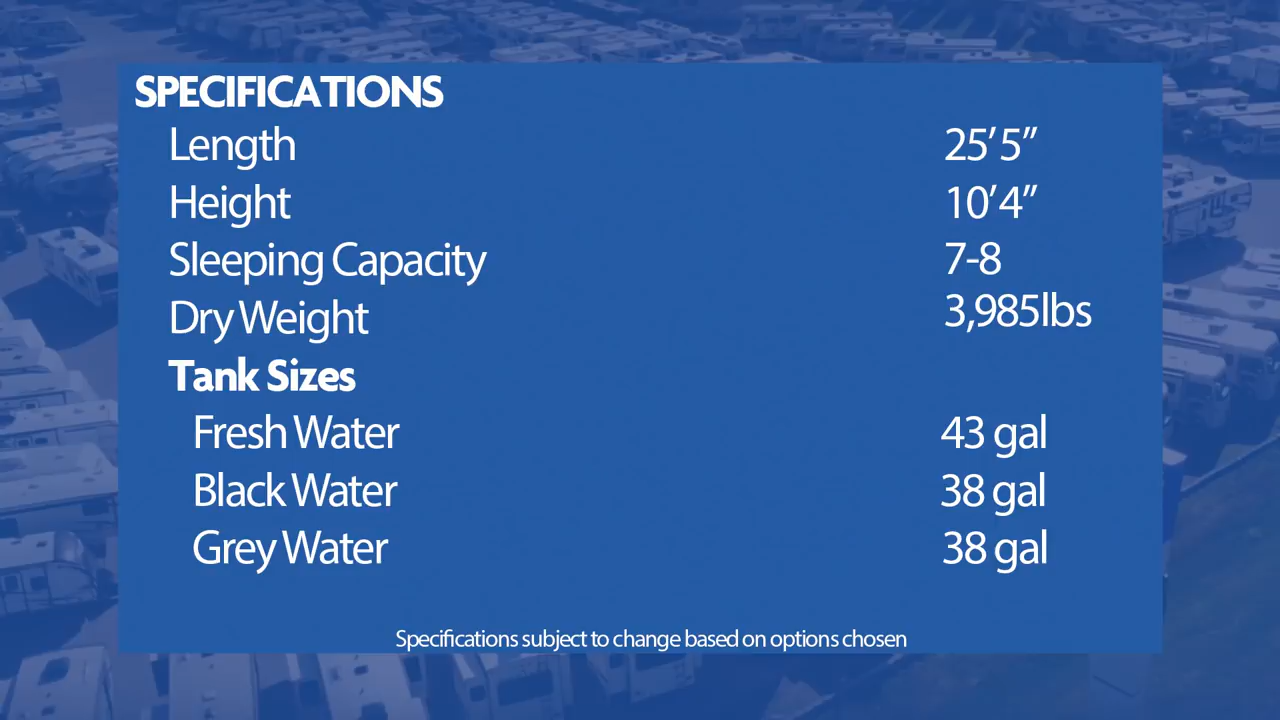 SPECIFICATIONS
Length 25’5”
Height 10’4”
Sleeping Capacity 7-8
Dry Weight 3,985lbs
Tank Sizes
Fresh Water 43 gal
Black Water 38 gal
Grey Water 38 gal
Specifications subject to change based on options chosen